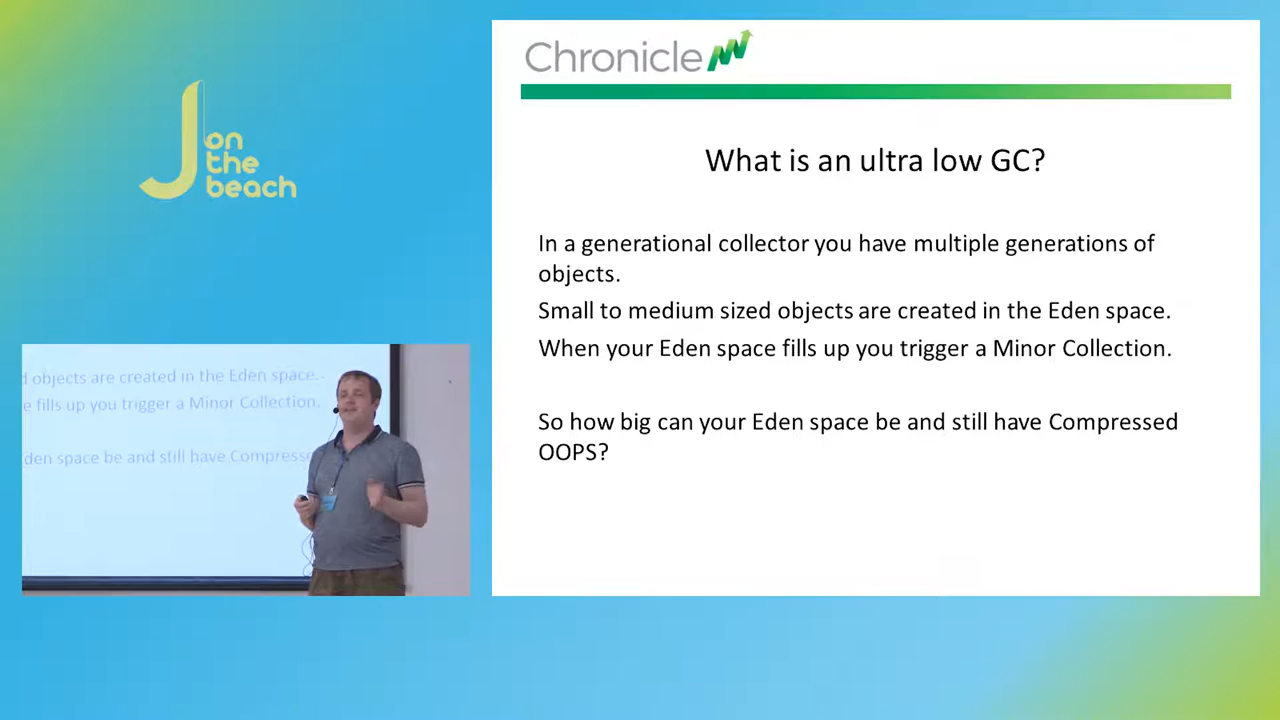 J on
the
beach
Chronicle
What is an ultra low GC?
In a generational collector you have multiple generations of
objects.
Small to medium sized objects are created in the Eden space.
When your Eden space fills up you trigger a Minor Collection.
So how big can your Eden space be and still have Compressed
OOPS?
d objects are created in the Eden space.
e fills up you trigger a Minor Collection.
den space be and still have Compresse